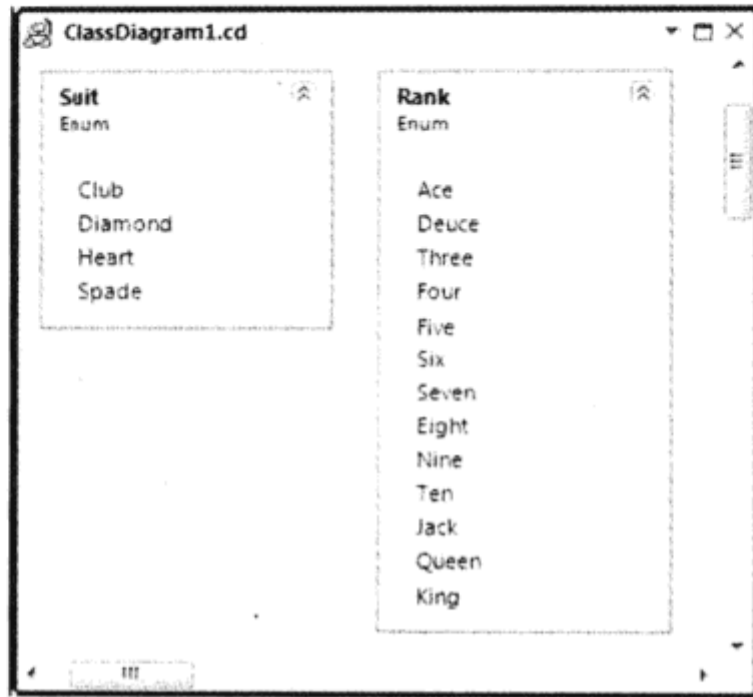 ClassDiagram1.cd
Suit
Enum
Club
Diamond
Heart
Spade
Rank
Enum
Ace
Deuce
Three
Four
Five
Six
Seven
Eight
Nine
Ten
Jack
Queen
King